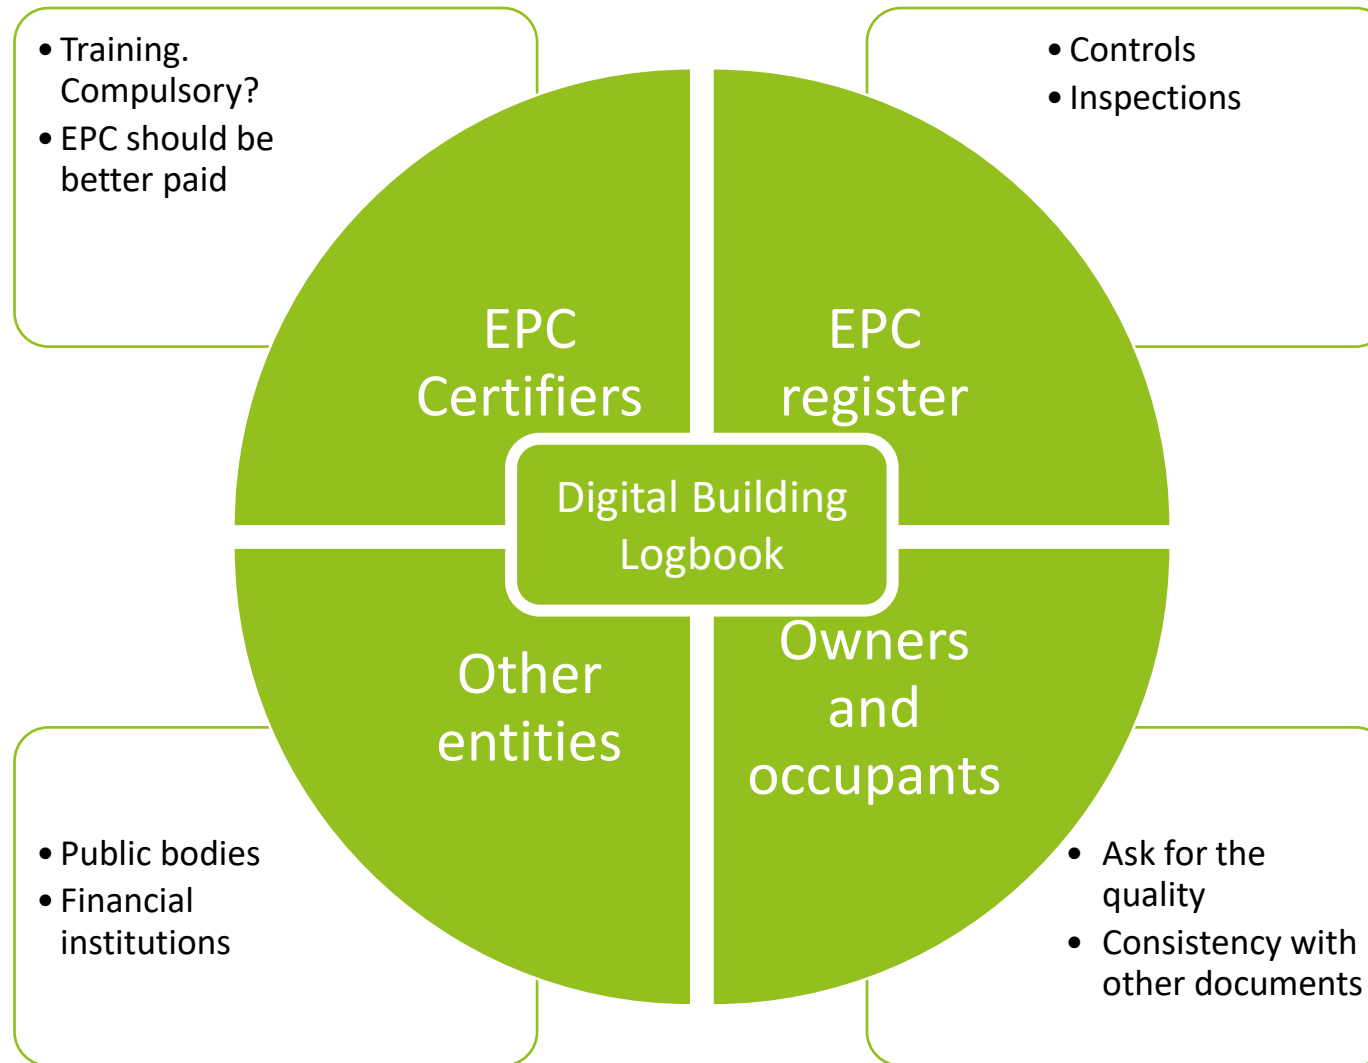 • Training.
Compulsory?
• EPC should be
better paid
• Controls
• Inspections
EPC
Certifiers
EPC
register
Digital Building
Logbook
Other
entities
Owners
and
occupants
• Public bodies
• Financial
institutions
• Ask for the
quality
• Consistency with
other documents